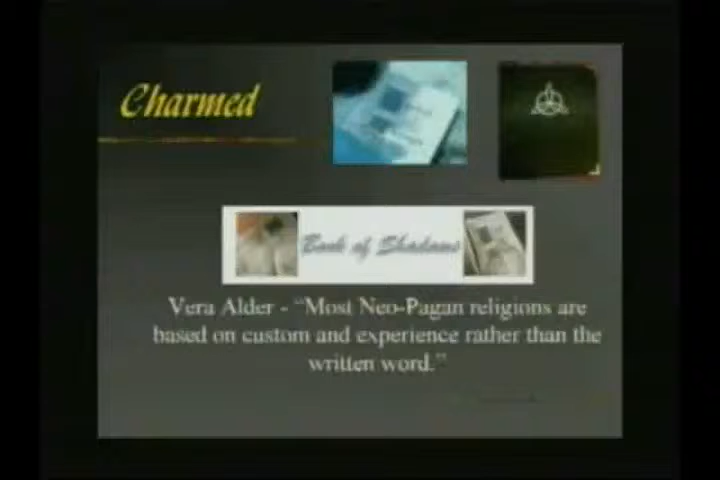 Charmed
Book of Shadows
Vera Alder - “Most Neo-Pagan religions are
based on custom and experience rather than the
written word.”